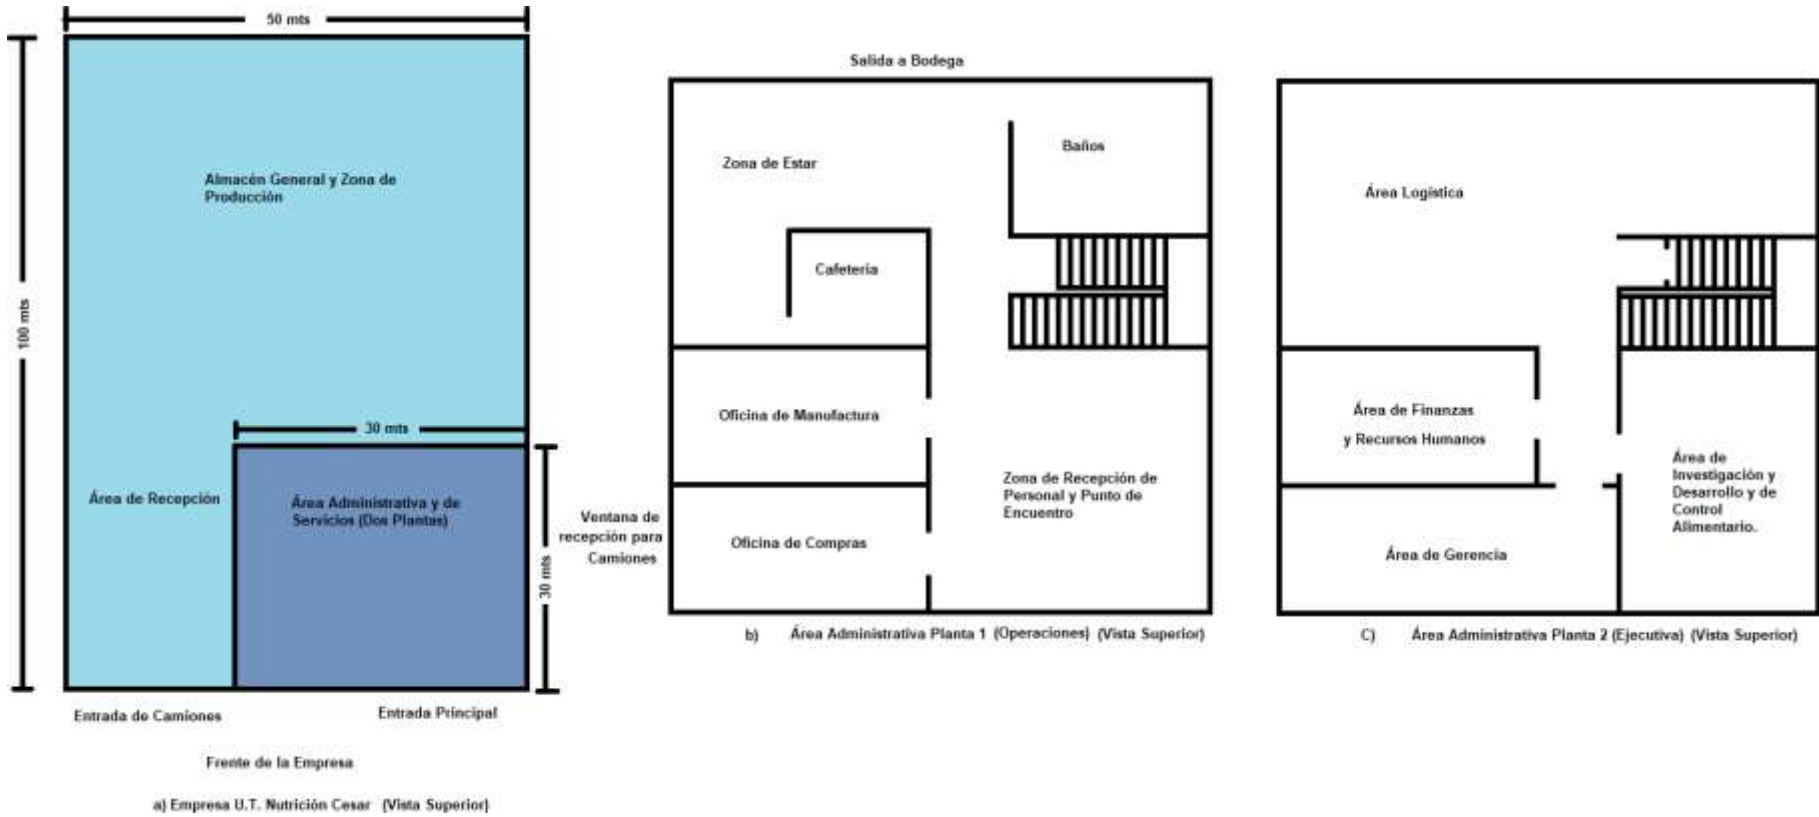 50 mts
100 mts
Almacén General y Zona de
Producción
30 mts
Área de Recepción
Área Administrativa y de
Servicios (Dos Plantas)
30 mts
Entrada de Camiones
Entrada Principal
Frente de la Empresa
a) Empresa U.T. Nutrición Cesar (Vista Superior)
Salida a Bodega
Zona de Estar
Baños
Cafeteria
Oficina de Manufactura
Zona de Recepción de
Personal y Punto de
Encuentro
Oficina de Compras
Ventana de
recepción para
Camiones
b) Área Administrativa Planta 1 (Operaciones) (Vista Superior)
Área Logística
Área de Finanzas
y Recursos Humanos
Área de
Investigación y
Desarrollo y de
Control
Alimentario.
Área de Gerencia
C) Área Administrativa Planta 2 (Ejecutiva) (Vista Superior)